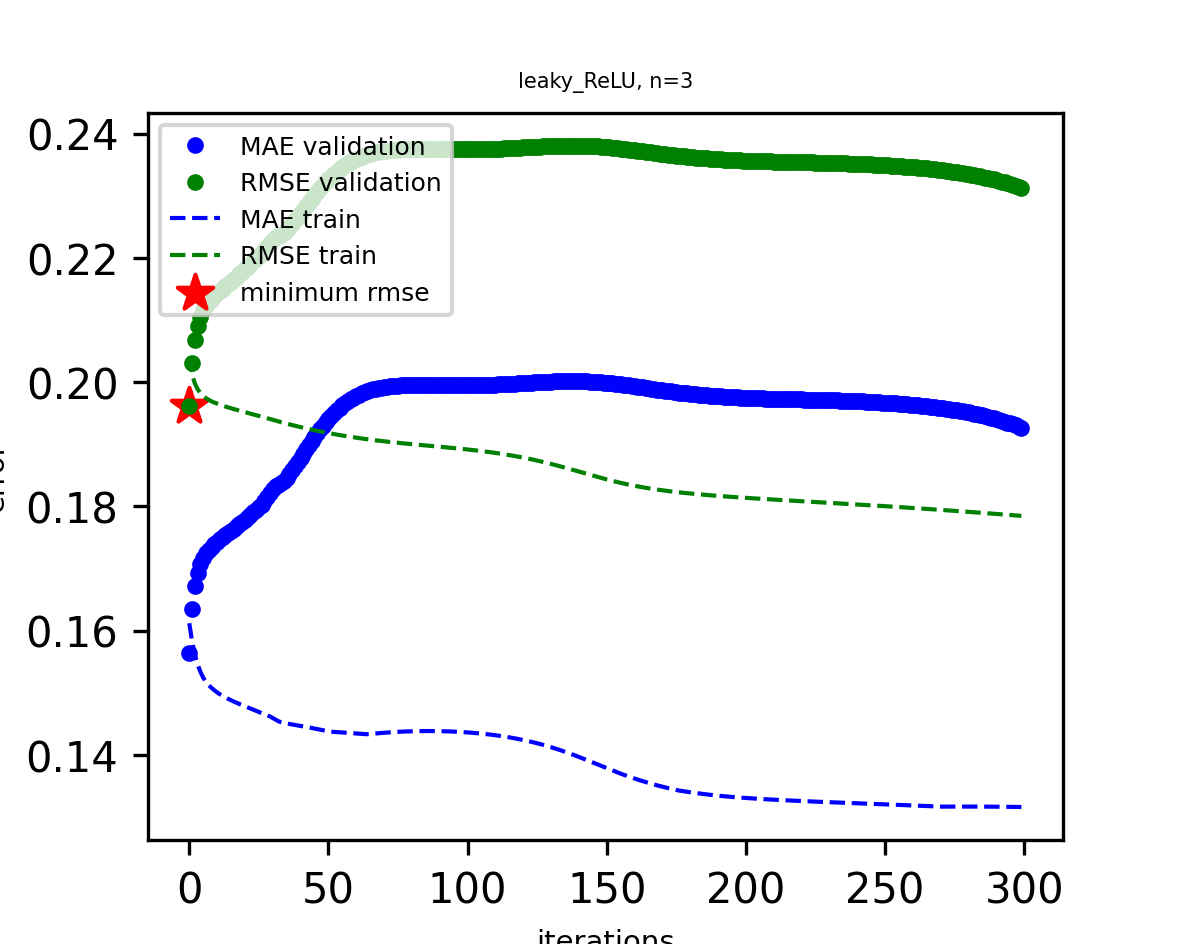 leaky_ReLU, n=3
0.24
0.22
0.20
0.18
0.16
0.14
MAE validation
RMSE validation
MAE train
RMSE train
minimum rmse
0
50
100
150
200
250
300
iterations